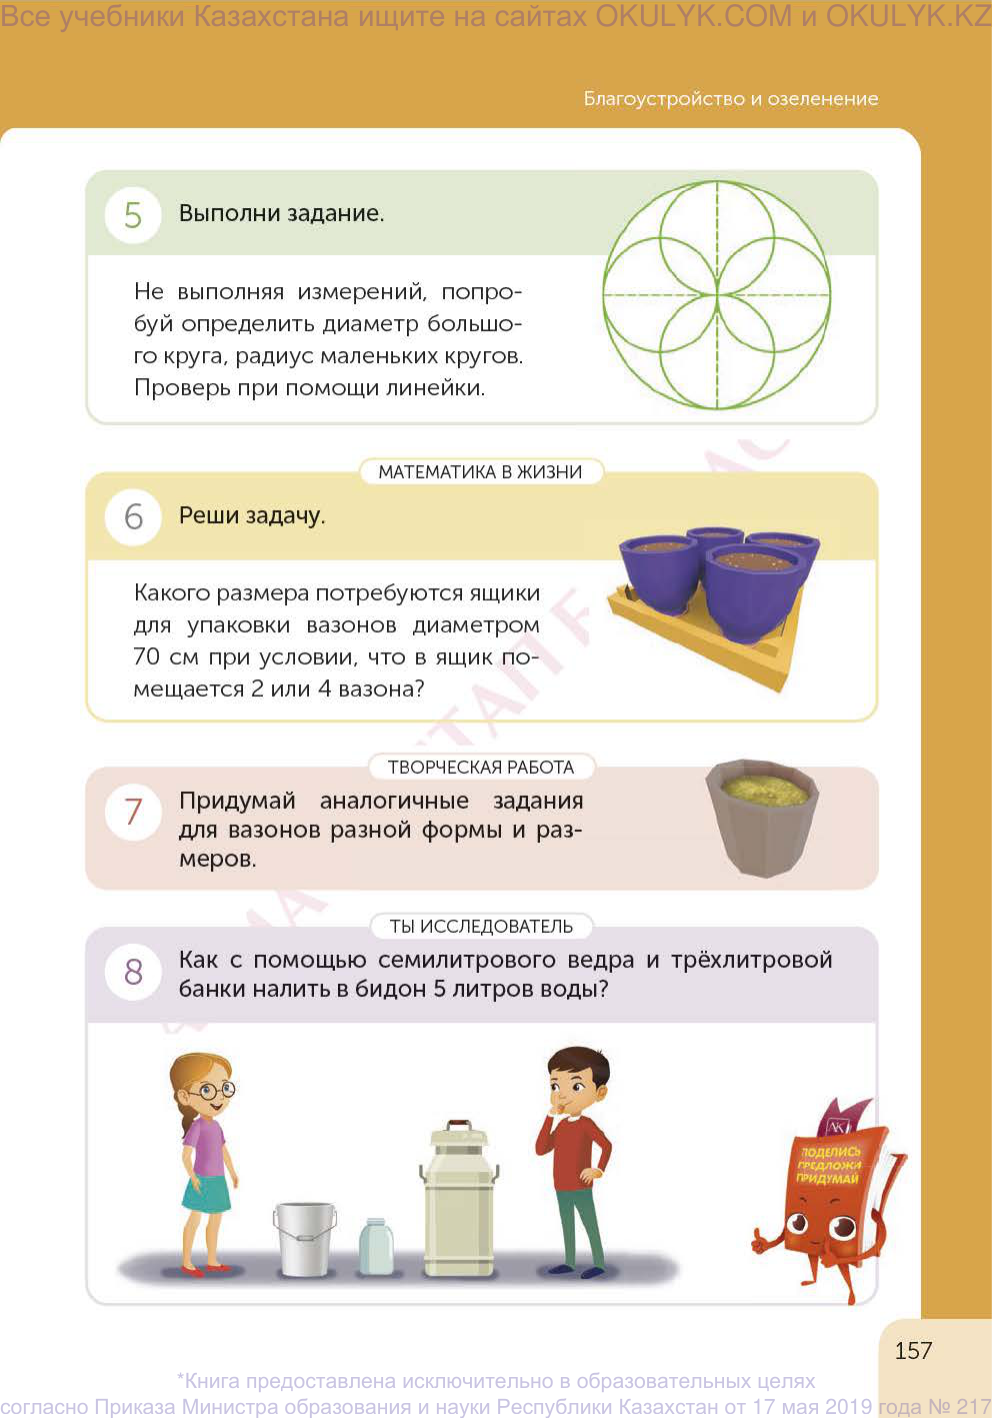 Все учебники Казахстана ищите на сайтах OKULYK.COM и OKULYK.KZ
Благоустройство и озеленение
5
Выполни задание.
Не выполняя измерений, попро-
буй определить диаметр большо-
го круга, радиус маленьких кругов.
Проверь при помощи линейки.
МАТЕМАТИКА В ЖИЗНИ
6
Реши задачу.
Какого размера потребуются ящики
для упаковки вазонов диаметром
70 см при условии, что в ящик по-
мещается 2 или 4 вазона?
ТВОРЧЕСКАЯ РАБОТА
7
Придумай аналогичные задания
для вазонов разной формы и раз-
меров.
ТЫ ИССЛЕДОВАТЕЛЬ
8
Как с помощью семилитрового ведра и трёхлитровой
банки налить в бидон 5 литров воды?
АК
ПОДЕЛИСЬ
ПРЕДЛОЖИ
ПРИДУМАЙ
157
*Книга предоставлена исключительно в образовательных целях
согласно Приказа Министра образования и науки Республики Казахстан от 17 мая 2019 года № 217